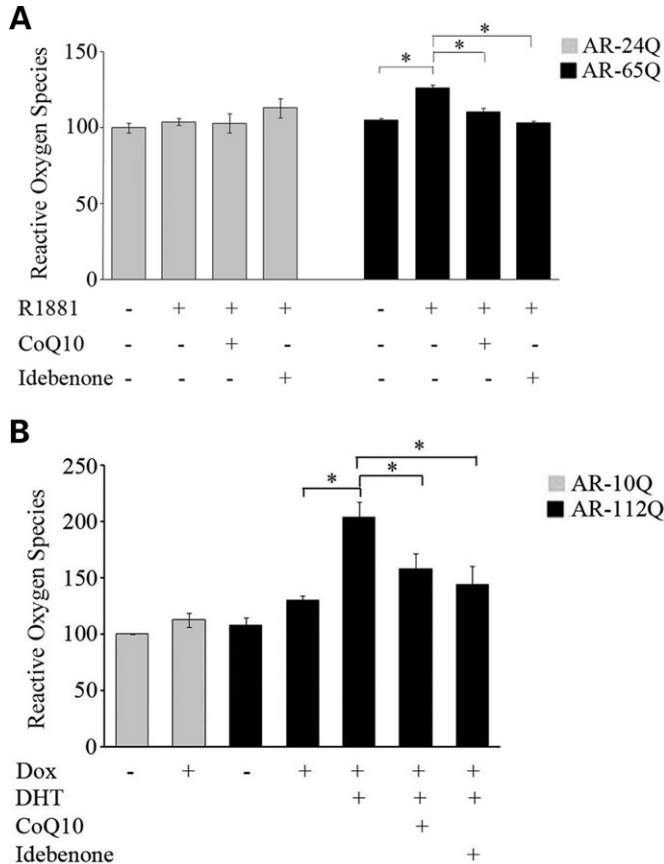 A
Reactive Oxygen Species
150
100
50
0
* * *
AR-24Q
AR-65Q
R1881 - + + + - + + +
CoQ10 - - + - - - + -
Idebenone - - - + - - - +
B
Reactive Oxygen Species
250
200
150
100
50
0
* * *
AR-10Q
AR-112Q
Dox - + - + + + +
DHT + + +
CoQ10 +
Idebenone +